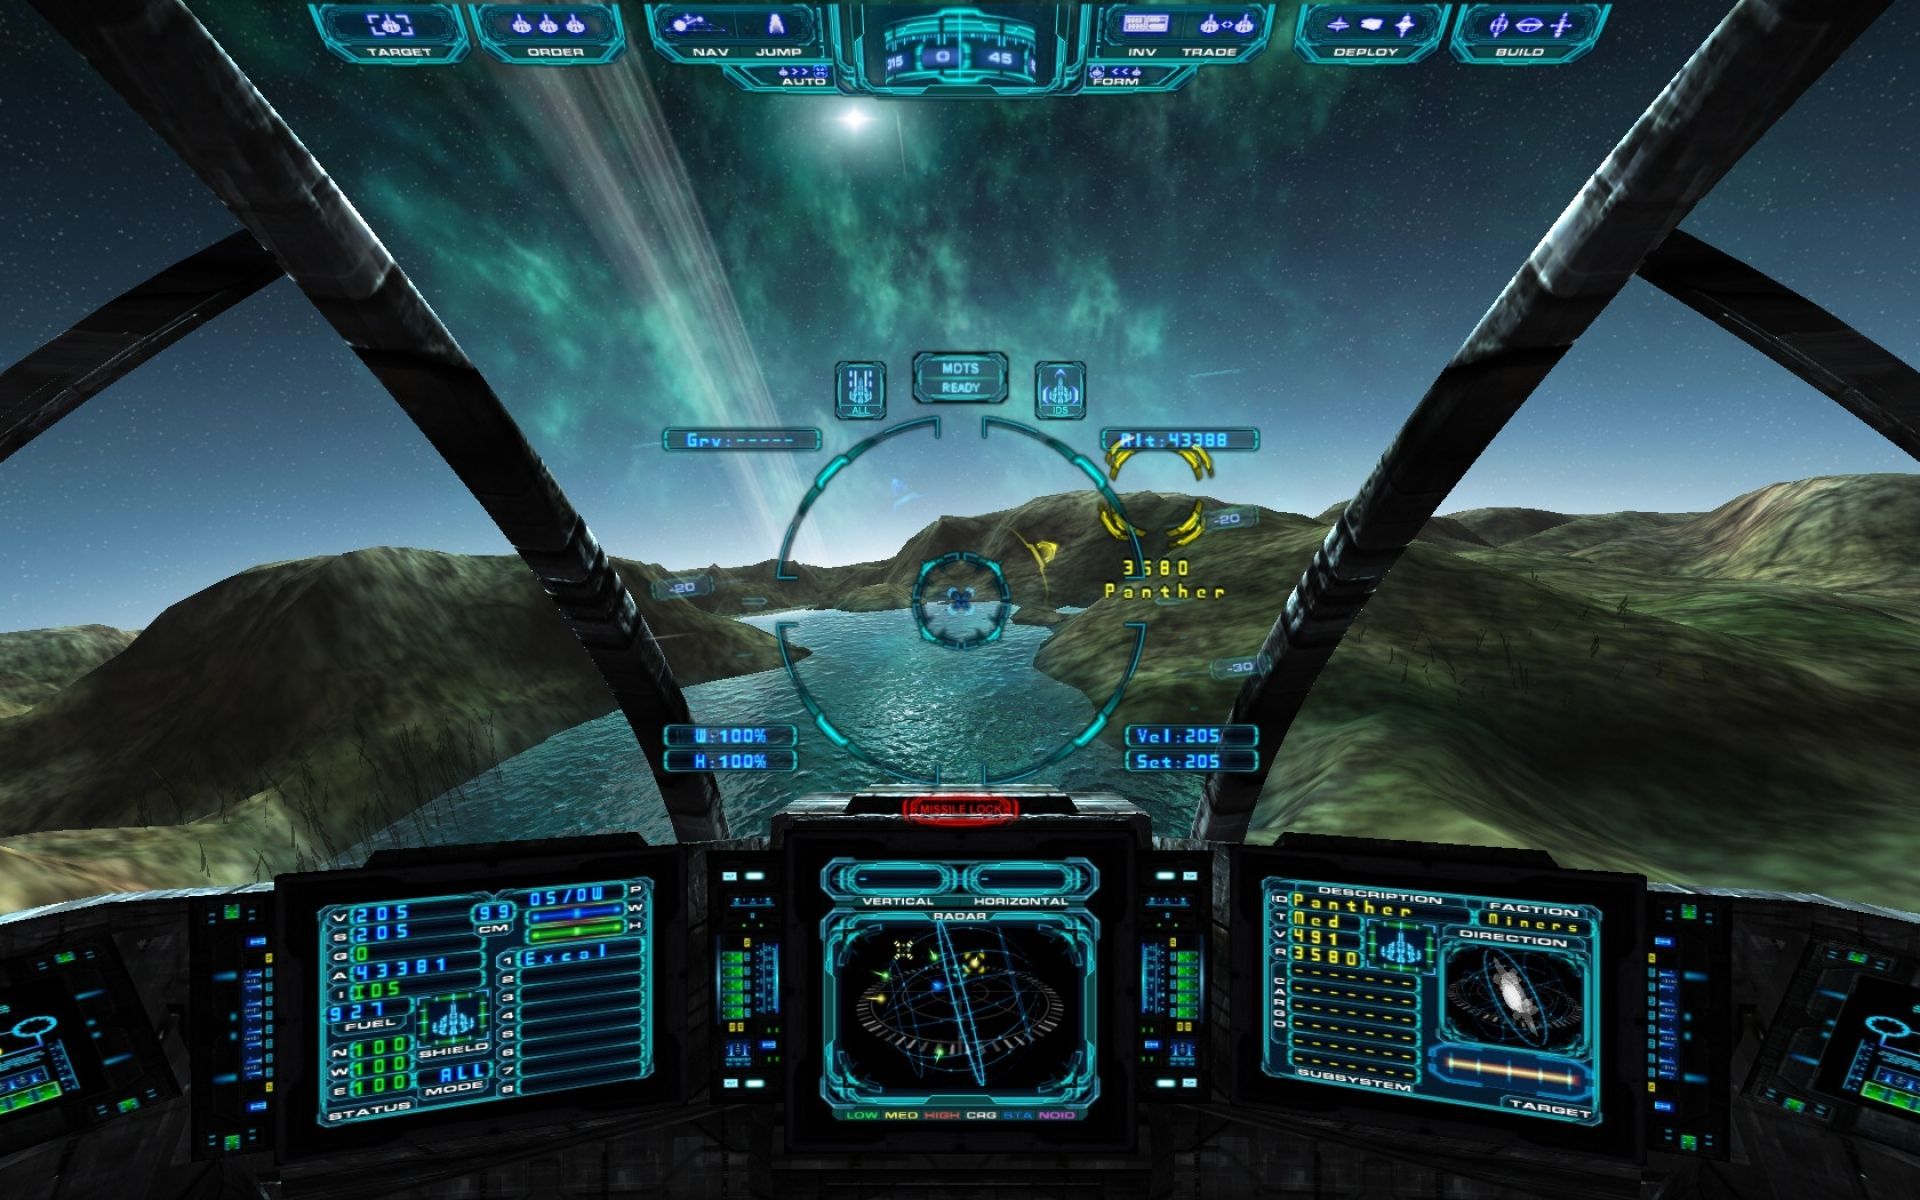 TARGET
ORDER
NAV JUMP
AUTO
315 0 45
INV TRADE
FORM
DEPLOY
BUILD
ALL
MDTS
READY
IDS
Grv:-----
Alt:43388
-20
-20
3580
Panther
-30
W:100%
H:100%
Vel:205
Set:205
MISSILE LOCK
V 205
S 205
G 0
A 43381
I IDS
927
FUEL
N 100
W 100
E 100
STATUS
99
CM
SHIELD
ALL
MODE
P
W
H
1 Excal
2
3
4
5
6
7
8
VERTICAL HORIZONTAL
RADAR
LOW MED HIGH CRG STA NOID
DESCRIPTION
ID Panther
T Med
V 491
R 3580
CARGO
SUBSYSTEM
FACTION
Miners
DIRECTION
TARGET